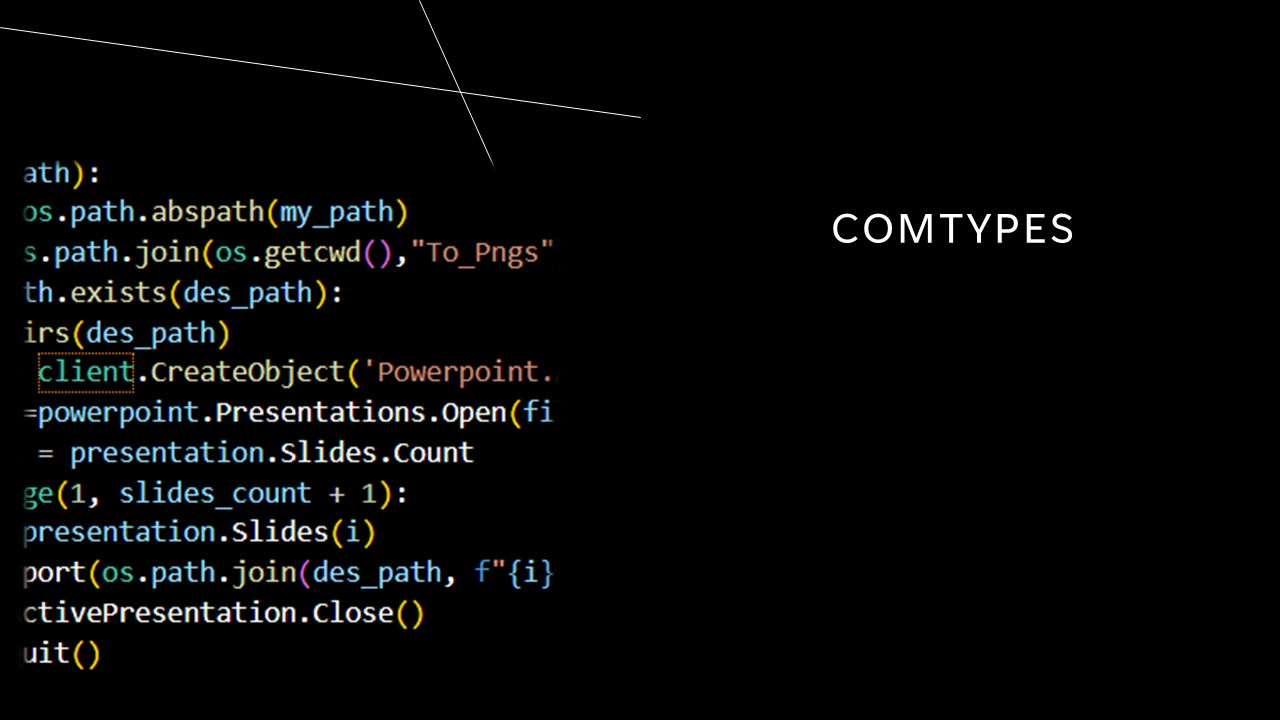 ath):
os.path.abspath(my_path)
s.path.join(os.getcwd(),"To_Pngs"
th.exists(des_path):
irs(des_path)
client.CreateObject('Powerpoint.
=powerpoint.Presentations.Open(fi
= presentation.Slides.Count
ge(1, slides_count + 1):
presentation.Slides(i)
port(os.path.join(des_path, f"{i}
ctivePresentation.Close()
uit()
COMTYPES